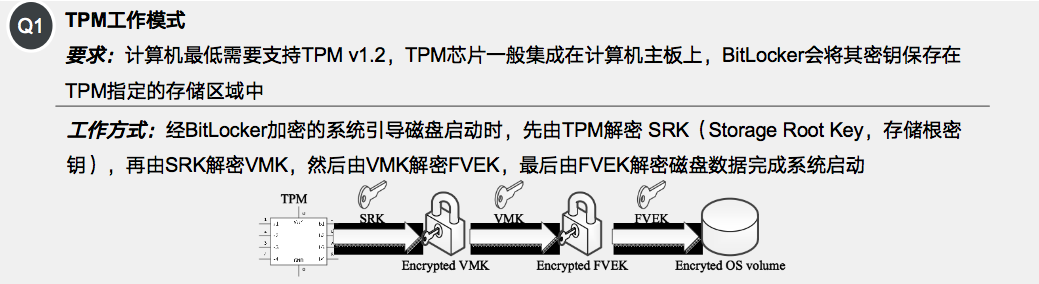 Q1
TPM工作模式
要求：计算机最低需要支持TPM v1.2，TPM芯片一般集成在计算机主板上，BitLocker会将其密钥保存在
TPM指定的存储区域中
工作方式：经BitLocker加密的系统引导磁盘启动时，先由TPM解密 SRK（Storage Root Key，存储根密
钥），再由SRK解密VMK，然后由VMK解密FVEK，最后由FVEK解密磁盘数据完成系统启动
TPM
SRK
VMK
FVEK
GND
Encrypted VMK
Encrypted FVEK
Encryted OS volume